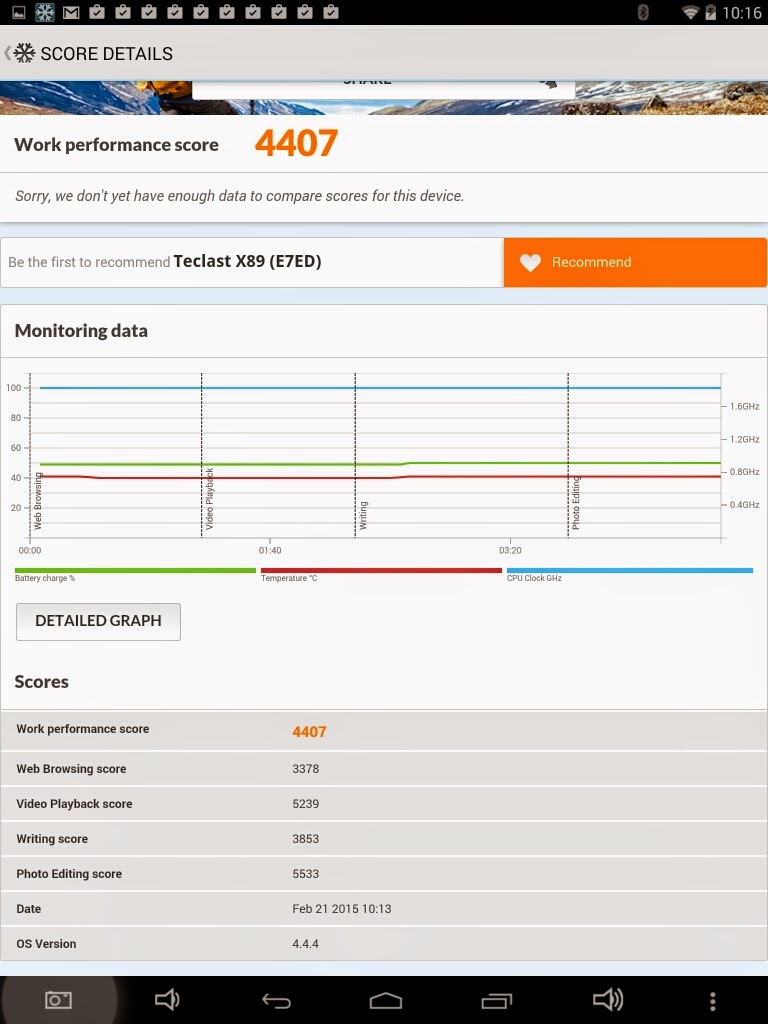 10:16
SCORE DETAILS
SHARE
Work performance score 4407
Sorry, we don't yet have enough data to compare scores for this device.
Be the first to recommend Teclast X89 (E7ED)
Recommend
Monitoring data
100
80
60
40
20
1.6GHz
1.2GHz
0.8GHz
0.4GHz
Web Browsing
Video Playback
Writing
Photo Editing
00:00 01:40 03:20
Battery charge % Temperature °C CPU Clock GHz
DETAILED GRAPH
Scores
Work performance score 4407
Web Browsing score 3378
Video Playback score 5239
Writing score 3853
Photo Editing score 5533
Date Feb 21 2015 10:13
OS Version 4.4.4